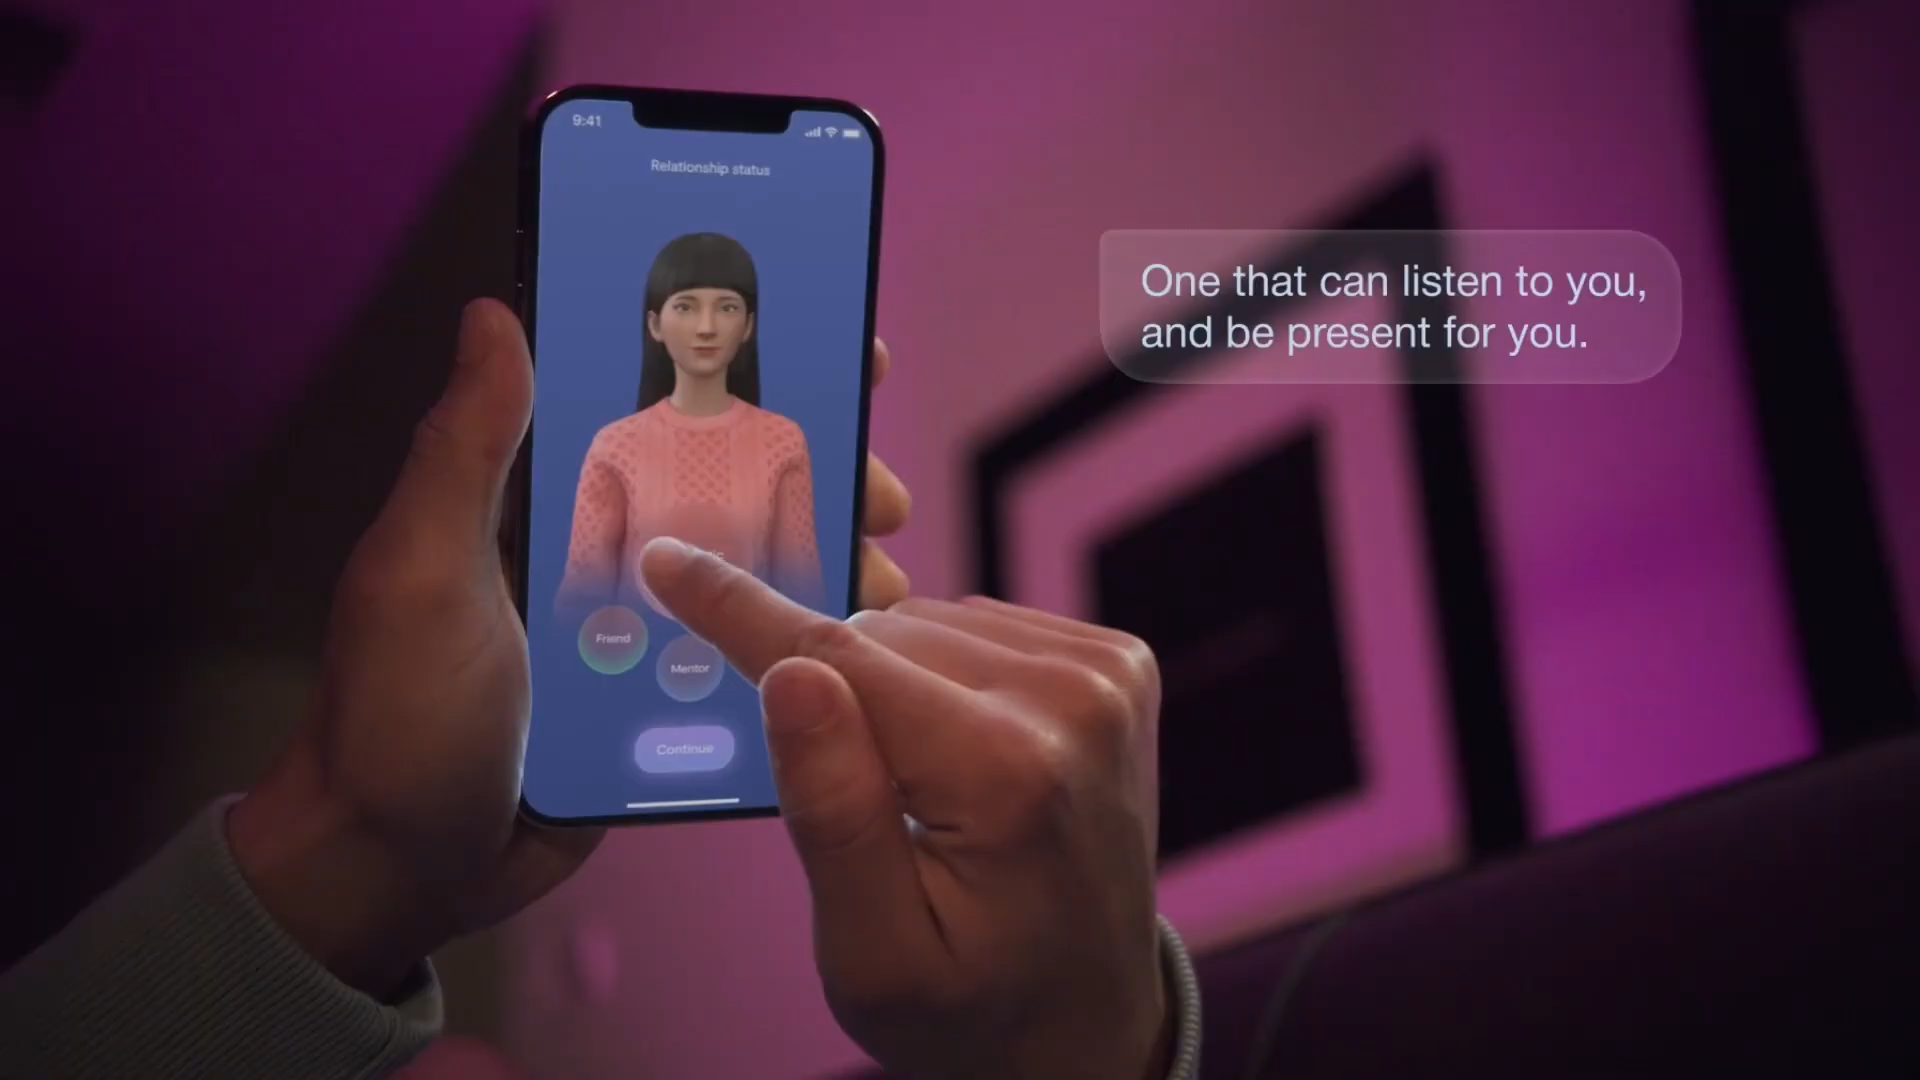 9:41
Relationship status
One that can listen to you,
and be present for you.
Friend
Mentor
Continue